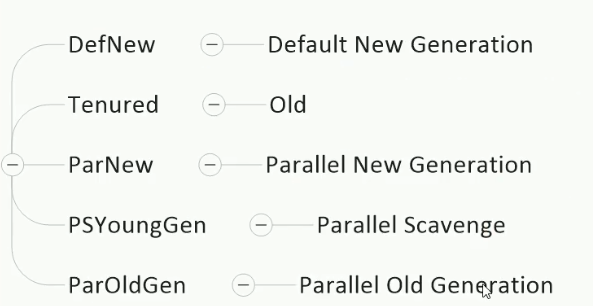 DefNew Default New Generation
Tenured Old
ParNew Parallel New Generation
PSYoungGen Parallel Scavenge
ParOldGen Parallel Old Generation